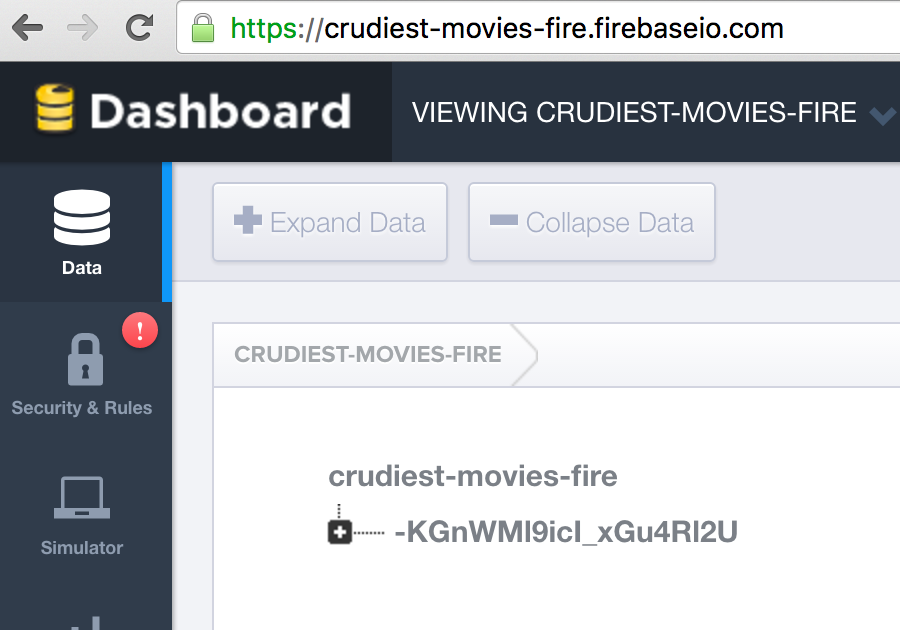 https://crudiest-movies-fire.firebaseio.com
Dashboard
VIEWING CRUDIEST-MOVIES-FIRE
Expand Data
Collapse Data
Data
!
CRUDIEST-MOVIES-FIRE
Security & Rules
crudiest-movies-fire
-KGnWMl9icI_xGu4Rl2U
Simulator